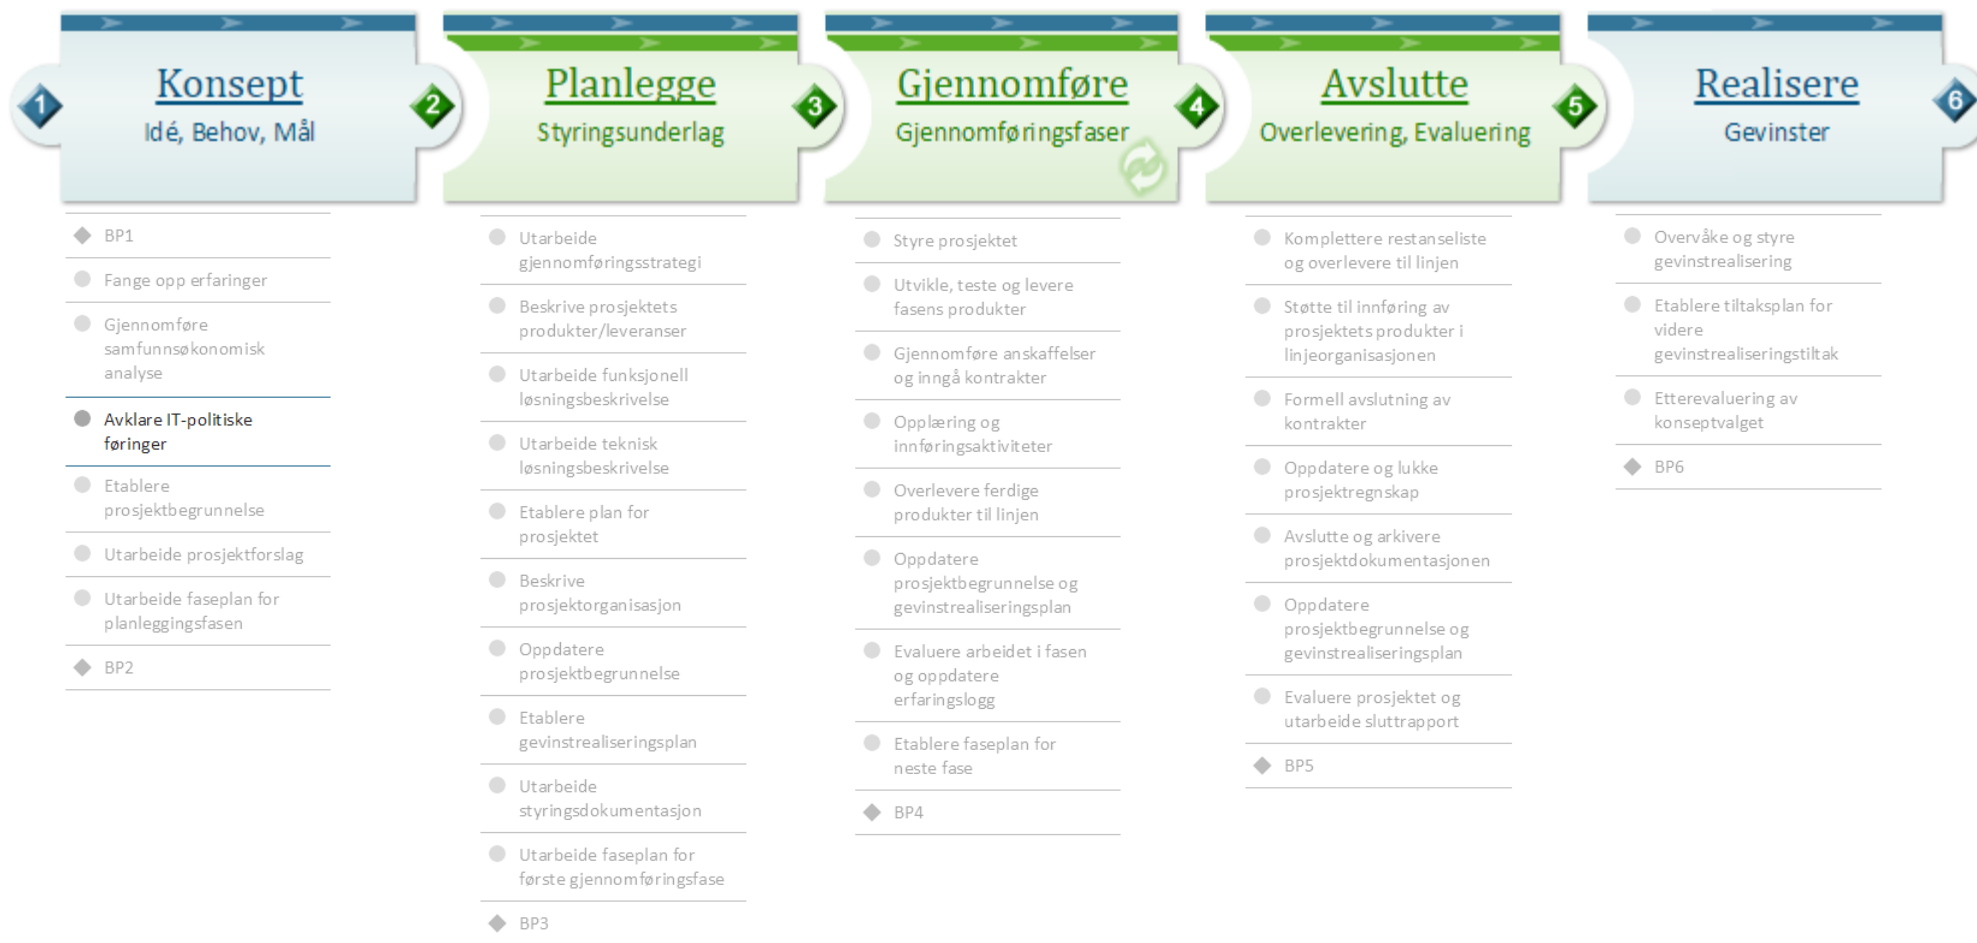 1
Konsept
Idé, Behov, Mål
2
Planlegge
Styringsunderlag
3
Gjennomføre
Gjennomføringsfaser
4
Avslutte
Overlevering, Evaluering
5
Realisere
Gevinster
6
BP1
Fange opp erfaringer
Gjennomføre
samfunnsøkonomisk
analyse
Avklare IT-politiske
føringer
Etablere
prosjektbegrunnelse
Utarbeide prosjektforslag
Utarbeide faseplan for
planleggingsfasen
BP2
Utarbeide
gjennomføringsstrategi
Beskrive prosjektets
produkter/leveranser
Utarbeide funksjonell
løsningsbeskrivelse
Utarbeide teknisk
løsningsbeskrivelse
Etablere plan for
prosjektet
Beskrive
prosjektorganisasjon
Oppdatere
prosjektbegrunnelse
Etablere
gevinstrealiseringsplan
Utarbeide
styringsdokumentasjon
Utarbeide faseplan for
første gjennomføringsfase
BP3
Styre prosjektet
Utvikle, teste og levere
fasens produkter
Gjennomføre anskaffelser
og inngå kontrakter
Opplæring og
innføringsaktiviteter
Overlevere ferdige
produkter til linjen
Oppdatere
prosjektbegrunnelse og
gevinstrealiseringsplan
Evaluere arbeidet i fasen
og oppdatere
erfaringslogg
Etablere faseplan for
neste fase
BP4
Komplettere restanseliste
og overlevere til linjen
Støtte til innføring av
prosjektets produkter i
linjeorganisasjonen
Formell avslutning av
kontrakter
Oppdatere og lukke
prosjektregnskap
Avslutte og arkivere
prosjektdokumentasjonen
Oppdatere
prosjektbegrunnelse og
gevinstrealiseringsplan
Evaluere prosjektet og
utarbeide sluttrapport
BP5
Overvåke og styre
gevinstrealisering
Etablere tiltaksplan for
videre
gevinstrealiseringstiltak
Etterevaluering av
konseptvalget
BP6